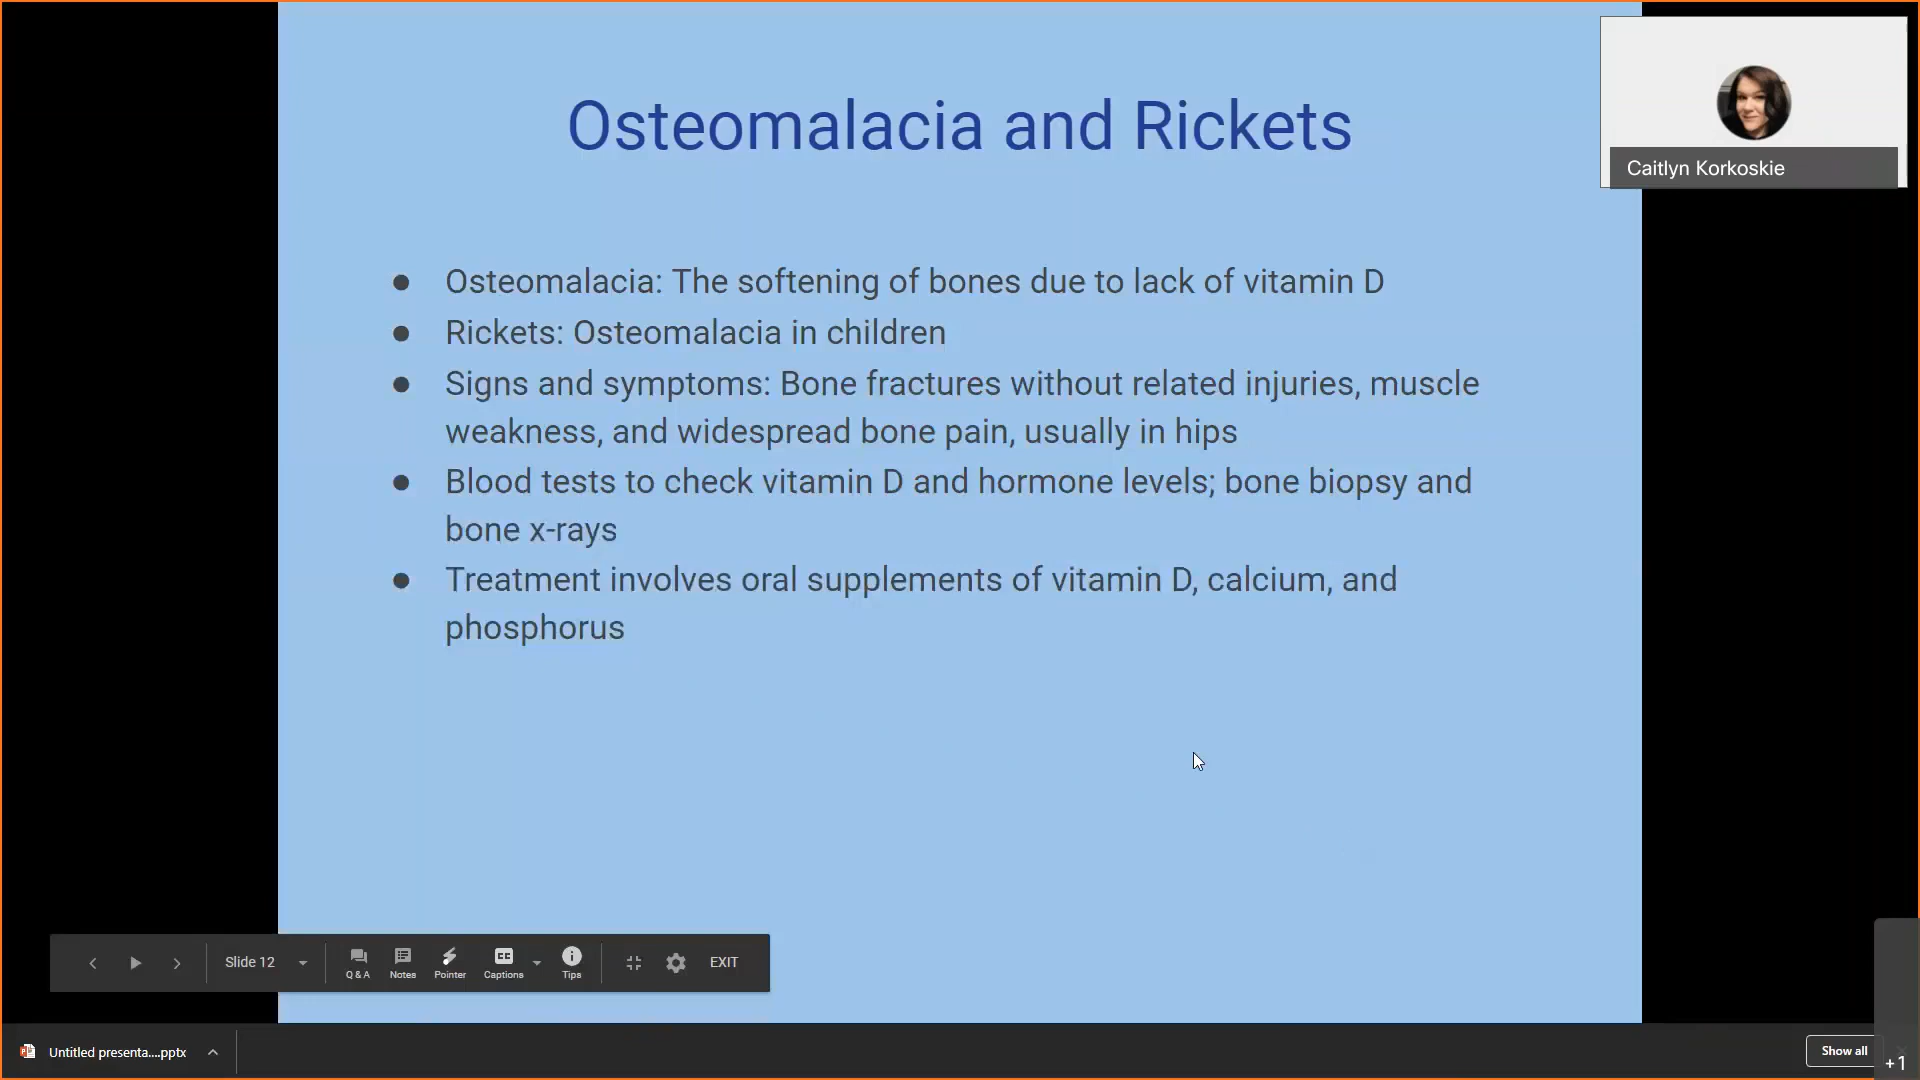 Osteomalacia and Rickets
Caitlyn Korkoskie
● Osteomalacia: The softening of bones due to lack of vitamin D
● Rickets: Osteomalacia in children
● Signs and symptoms: Bone fractures without related injuries, muscle
weakness, and widespread bone pain, usually in hips
● Blood tests to check vitamin D and hormone levels; bone biopsy and
bone x-rays
● Treatment involves oral supplements of vitamin D, calcium, and
phosphorus
Slide 12
Q & A
Notes
Pointer
Captions
Tips
EXIT
Untitled presenta....pptx
Show all
+1